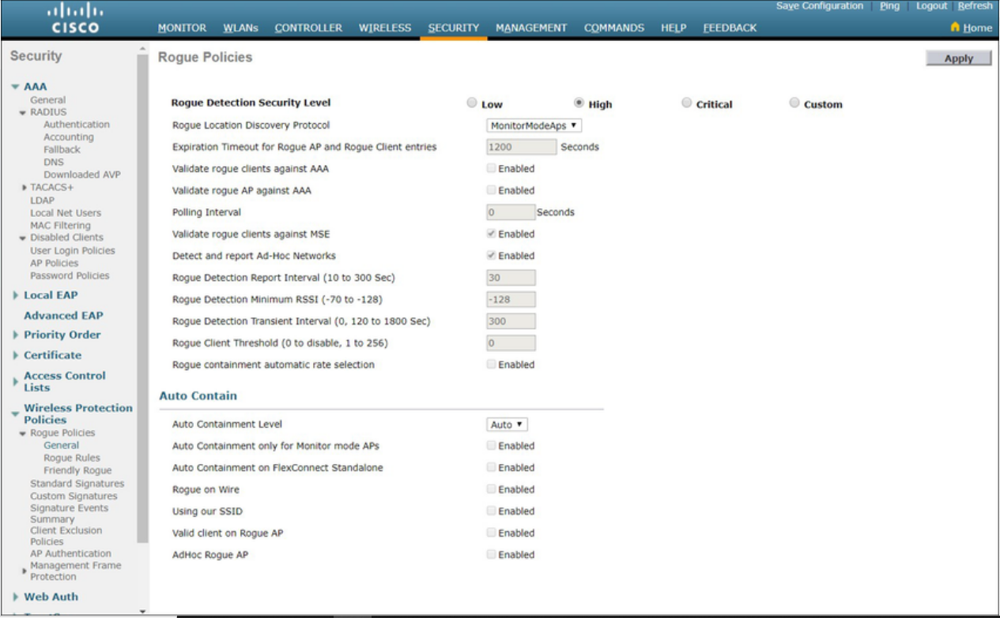 Save Configuration | Ping | Logout | Refresh
CISCO
MONITOR WLANs CONTROLLER WIRELESS SECURITY MANAGEMENT COMMANDS HELP FEEDBACK Home
Security
AAA
General
RADIUS
Authentication
Accounting
Fallback
DNS
Downloaded AVP
TACACS+
LDAP
Local Net Users
MAC Filtering
Disabled Clients
User Login Policies
AP Policies
Password Policies
Local EAP
Advanced EAP
Priority Order
Certificate
Access Control
Lists
Wireless Protection
Policies
Rogue Policies
General
Rogue Rules
Friendly Rogue
Standard Signatures
Custom Signatures
Signature Events
Summary
Client Exclusion
Policies
AP Authentication
Management Frame
Protection
Web Auth
Rogue Policies Apply
Rogue Detection Security Level Low High Critical Custom
Rogue Location Discovery Protocol MonitorModeAps
Expiration Timeout for Rogue AP and Rogue Client entries 1200 Seconds
Validate rogue clients against AAA Enabled
Validate rogue AP against AAA Enabled
Polling Interval 0 Seconds
Validate rogue clients against MSE Enabled
Detect and report Ad-Hoc Networks Enabled
Rogue Detection Report Interval (10 to 300 Sec) 30
Rogue Detection Minimum RSSI (-70 to -128) -128
Rogue Detection Transient Interval (0, 120 to 1800 Sec) 300
Rogue Client Threshold (0 to disable, 1 to 256) 0
Rogue containment automatic rate selection Enabled
Auto Contain
Auto Containment Level Auto
Auto Containment only for Monitor mode APs Enabled
Auto Containment on FlexConnect Standalone Enabled
Rogue on Wire Enabled
Using our SSID Enabled
Valid client on Rogue AP Enabled
AdHoc Rogue AP Enabled